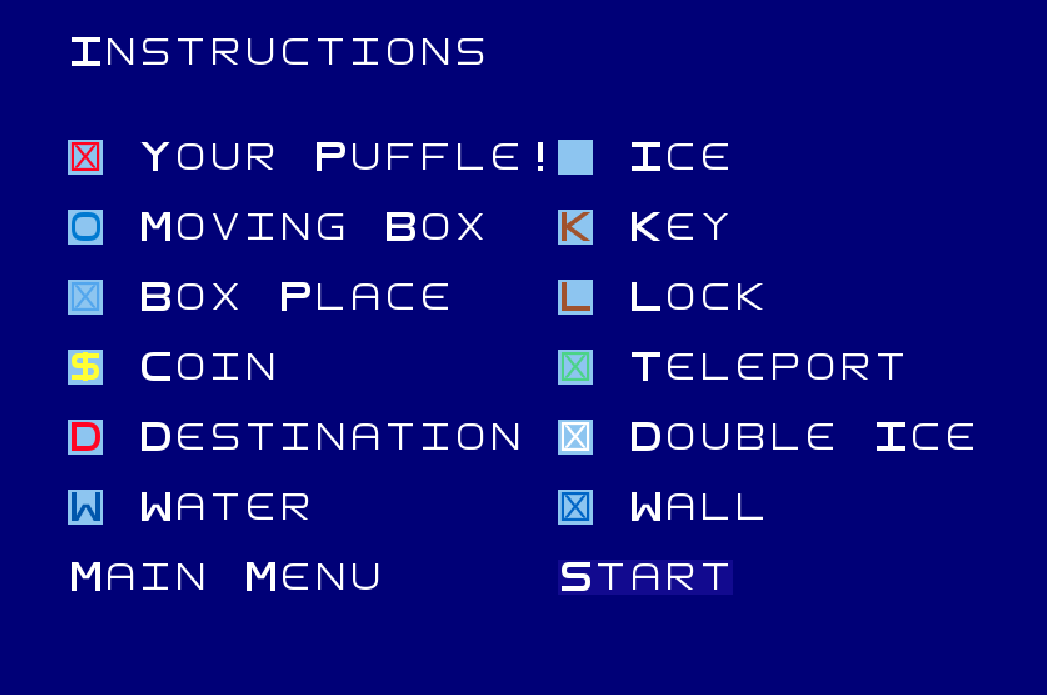 Instructions
Your Puffle! Ice
O Moving Box K Key
Box Place L Lock
$ Coin Teleport
D Destination Double Ice
W Water Wall
Main Menu Start